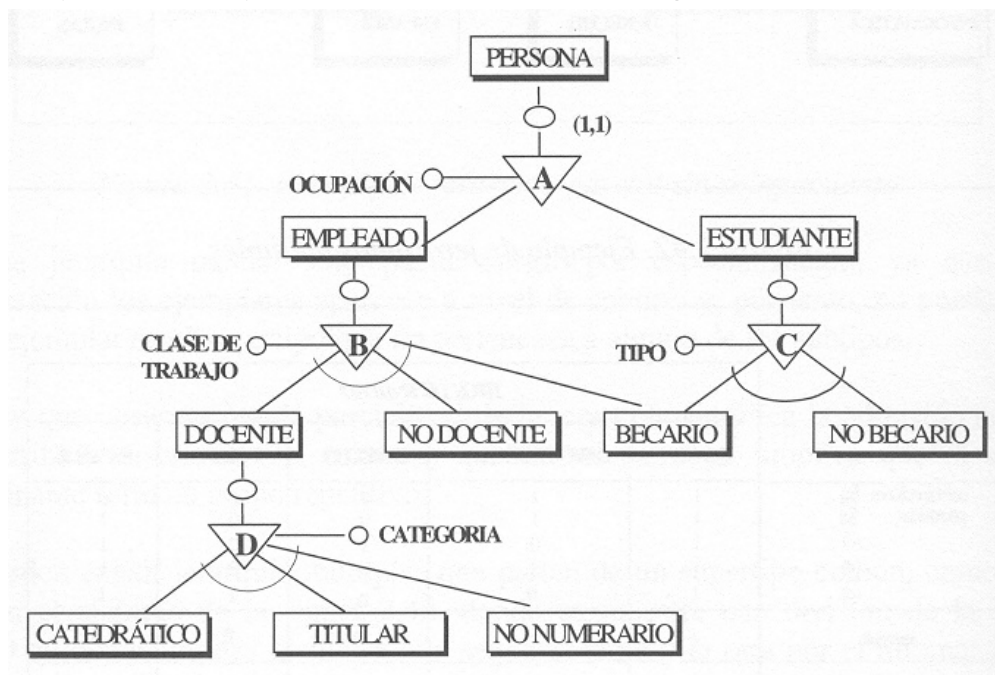 PERSONA
(1,1)
A
OCUPACIÓN
EMPLEADO
ESTUDIANTE
CLASE DE
TRABAJO
B
TIPO
C
DOCENTE
NO DOCENTE
BECARIO
NO BECARIO
D
CATEGORIA
CATEDRÁTICO
TITULAR
NO NUMERARIO